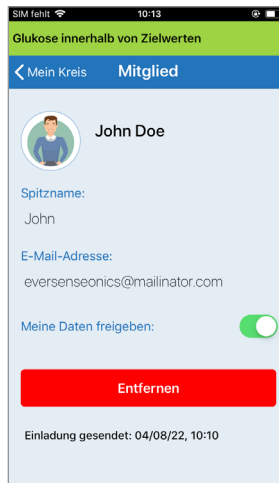 SIM fehlt 10:13
Glukose innerhalb von Zielwerten
Mein Kreis Mitglied
John Doe
Spitzname:
John
E-Mail-Adresse:
eversenseonics@mailinator.com
Meine Daten freigeben:
Entfernen
Einladung gesendet: 04/08/22, 10:10